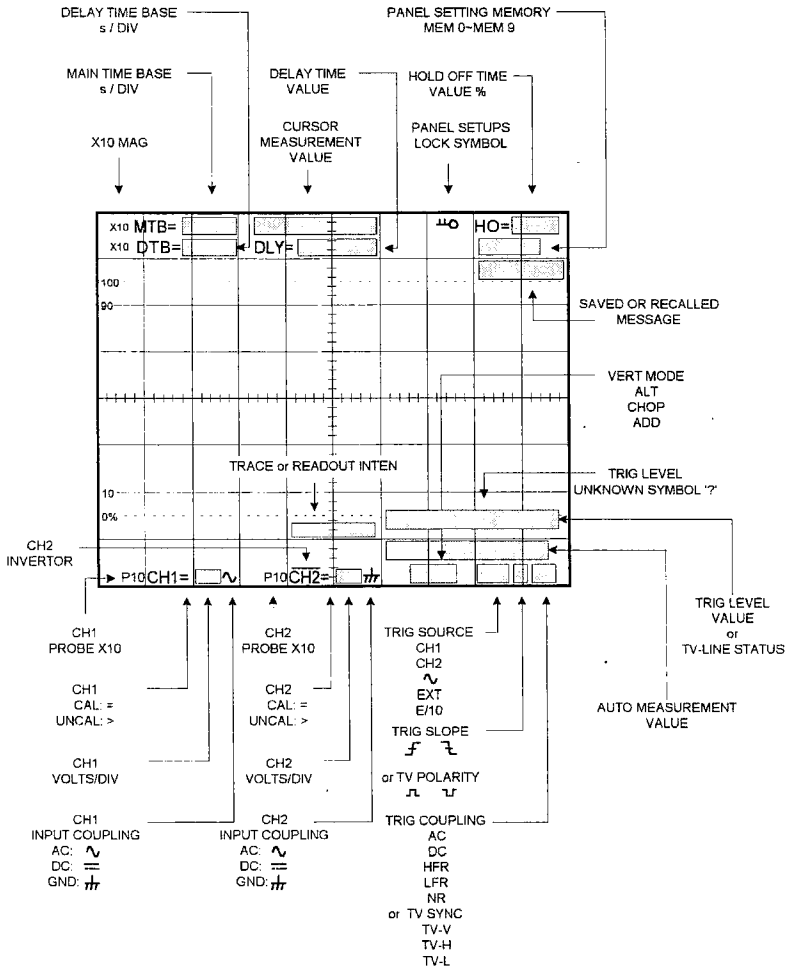 DELAY TIME BASE
s / DIV
PANEL SETTING MEMORY
MEM 0~MEM 9
MAIN TIME BASE
s / DIV
DELAY TIME
VALUE
HOLD OFF TIME
VALUE %
X10 MAG
CURSOR
MEASUREMENT
VALUE
PANEL SETUPS
LOCK SYMBOL
X10 MTB=
HO=
X10 DTB=
DLY=
100
90
SAVED OR RECALLED
MESSAGE
VERT MODE
ALT
CHOP
ADD
TRACE or READOUT INTEN
TRIG LEVEL
UNKNOWN SYMBOL '?'
10
0%
CH2
INVERTOR
P10 CH1=
P10 CH2=
TRIG LEVEL
VALUE
or
TV-LINE STATUS
CH1
PROBE X10
CH2
PROBE X10
TRIG SOURCE
CH1
CH2
∿
EXT
E/10
CH1
CAL: =
UNCAL: >
CH2
CAL: =
UNCAL: >
AUTO MEASUREMENT
VALUE
TRIG SLOPE
CH1
VOLTS/DIV
CH2
VOLTS/DIV
or TV POLARITY
CH1
INPUT COUPLING
AC: ∿
DC:
GND:
CH2
INPUT COUPLING
AC: ∿
DC:
GND:
TRIG COUPLING
AC
DC
HFR
LFR
NR
or TV SYNC
TV-V
TV-H
TV-L